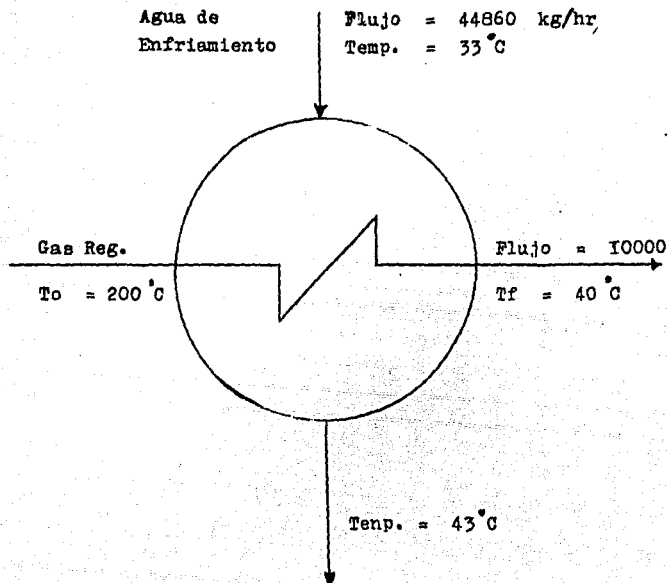 Agua de
Enfriamiento
Flujo = 44860 kg/hr,
Temp. = 33°C
Gas Reg.
To = 200°C
Flujo = 10000
Tf = 40°C
Tenp. = 43°C